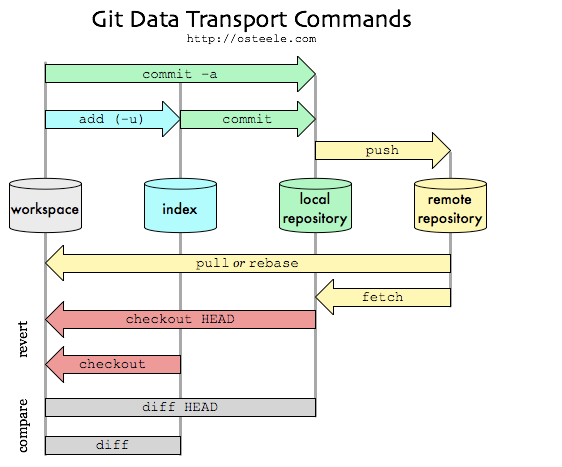 Git Data Transport Commands
http://osteele.com
commit -a
add (-u)
commit
push
workspace
index
local
repository
remote
repository
pull or rebase
fetch
revert
checkout HEAD
checkout
compare
diff HEAD
diff